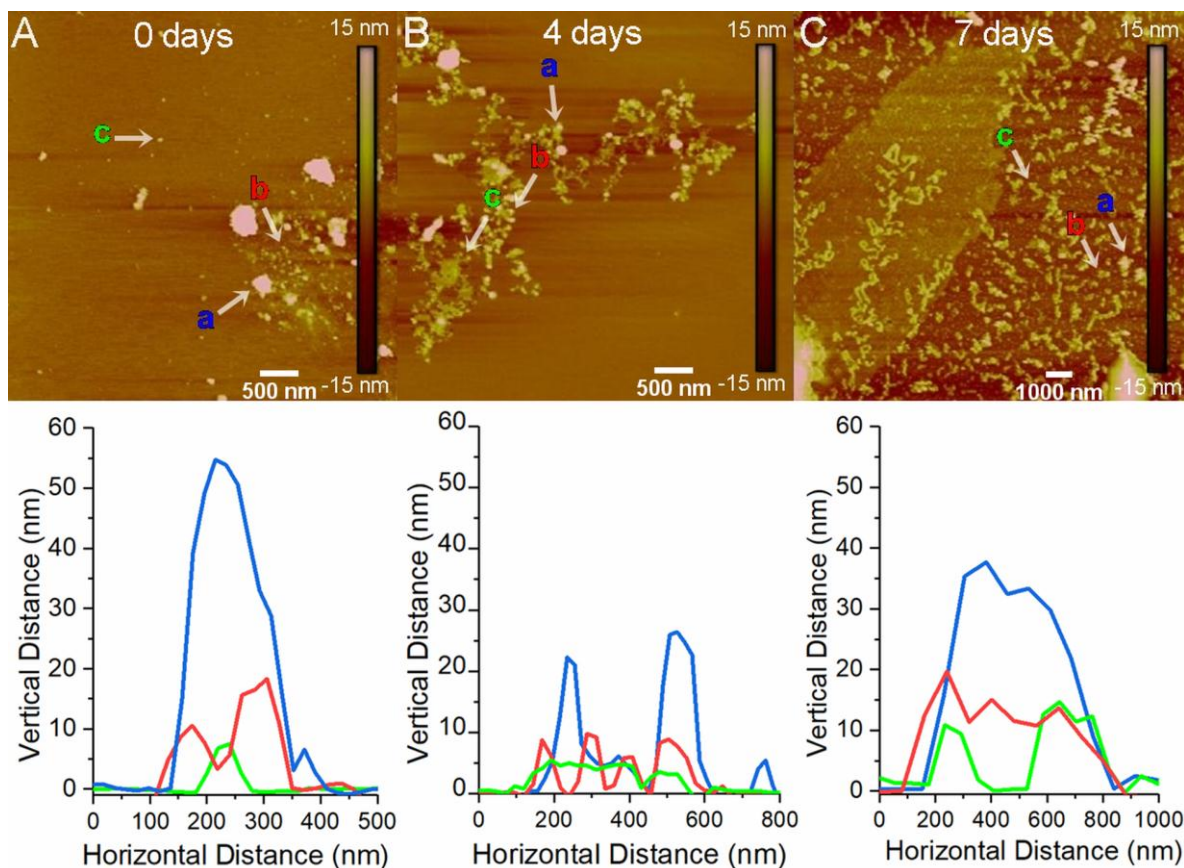 A 0 days 15 nm
c
b
a
500 nm -15 nm
B 4 days 15 nm
a
b
c
500 nm -15 nm
C 7 days 15 nm
c
a
b
1000 nm -15 nm
Vertical Distance (nm)
60
50
40
30
20
10
0
0 100 200 300 400 500
Horizontal Distance (nm)
Vertical Distance (nm)
60
50
40
30
20
10
0
0 200 400 600 800
Horizontal Distance (nm)
Vertical Distance (nm)
60
50
40
30
20
10
0
0 200 400 600 800 1000
Horizontal Distance (nm)